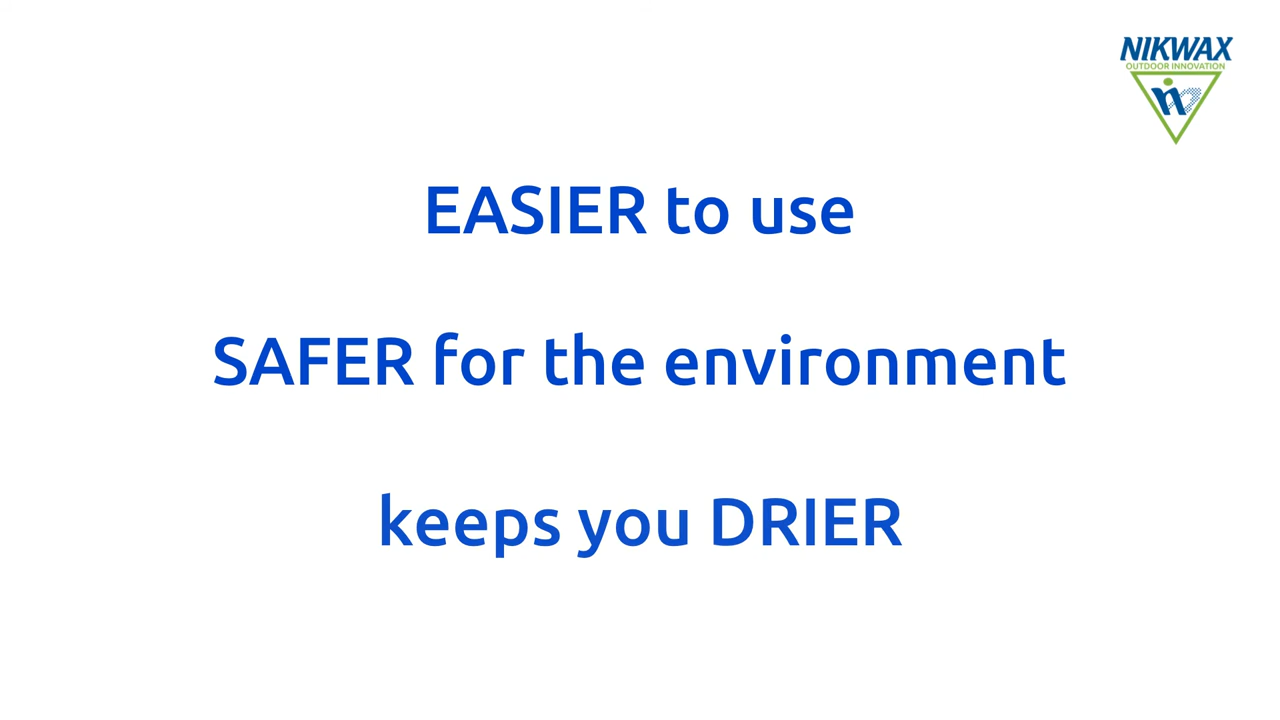 NIKWAX
OUTDOOR INNOVATION
EASIER to use
SAFER for the environment
keeps you DRIER